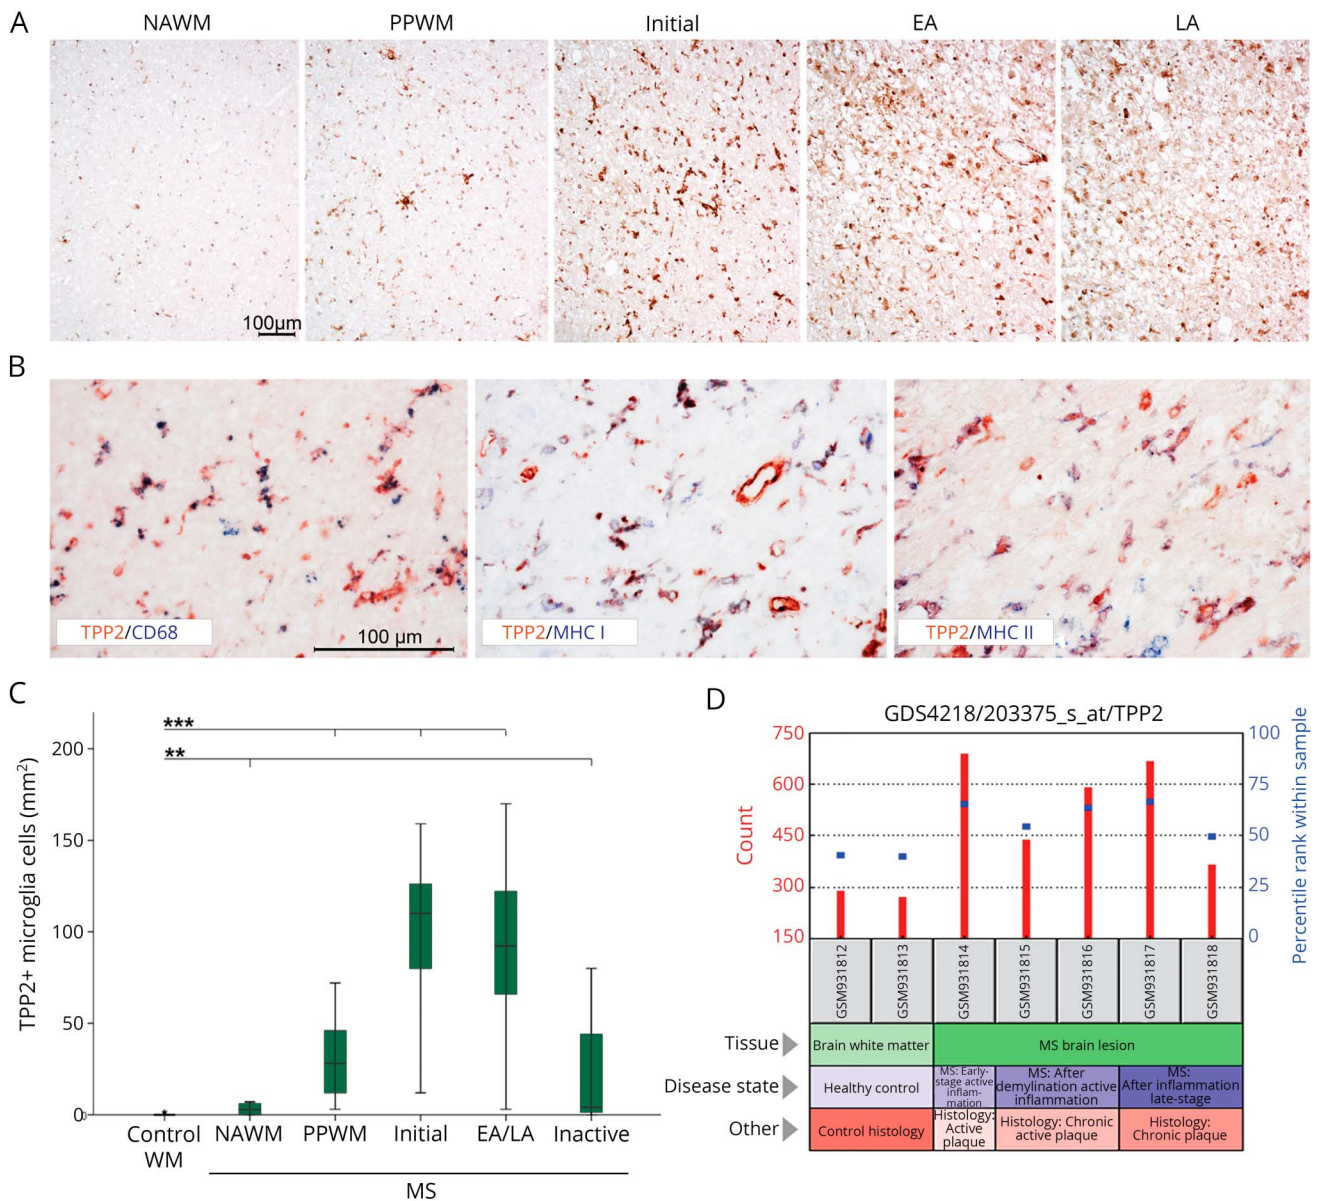 A
NAWM
PPWM
Initial
EA
LA
100μm
B
TPP2/CD68
100 μm
TPP2/MHC I
TPP2/MHC II
C
TPP2+ microglia cells (mm2)
200
150
100
50
0
***
**
*
Control WM
NAWM
PPWM
Initial
EA/LA
Inactive
MS
D
GDS4218/203375_s_at/TPP2
Count
750
600
450
300
150
100
75
50
25
0
Percentile rank within sample
GSM931812
GSM931813
GSM931814
GSM931815
GSM931816
GSM931817
GSM931818
Tissue
Brain white matter
MS brain lesion
Disease state
Healthy control
MS: Early-
stage active
inflam-
mation
MS: After
demylination active
inflammation
MS:
After inflammation
late-stage
Other
Control histology
Histology:
Active
plaque
Histology: Chronic
active plaque
Histology:
Chronic plaque